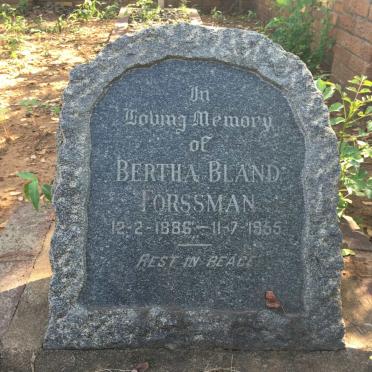 In
Loving Memory
of
BERTHA BLAND
FORSSMAN
12-2-1886 — 11-7-1955
REST IN PEACE